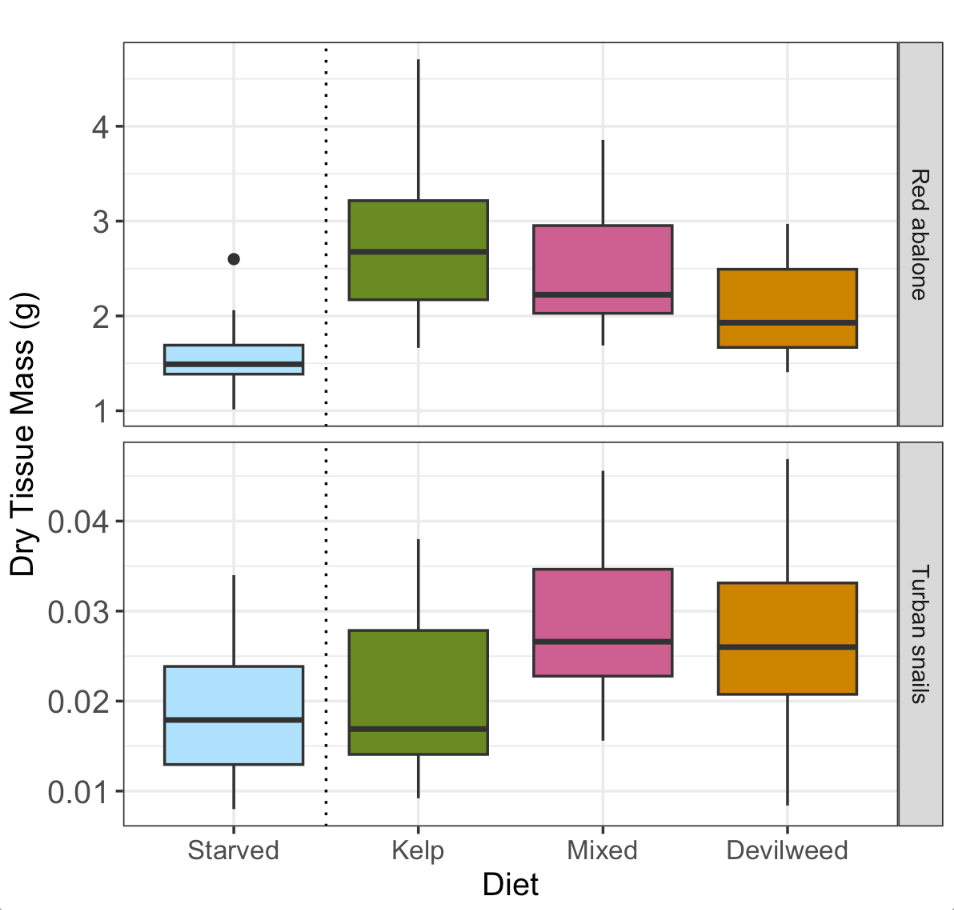 Dry Tissue Mass (g)
4
3
2
1
Red abalone
0.04
0.03
0.02
0.01
Turban snails
Starved Kelp Mixed Devilweed
Diet